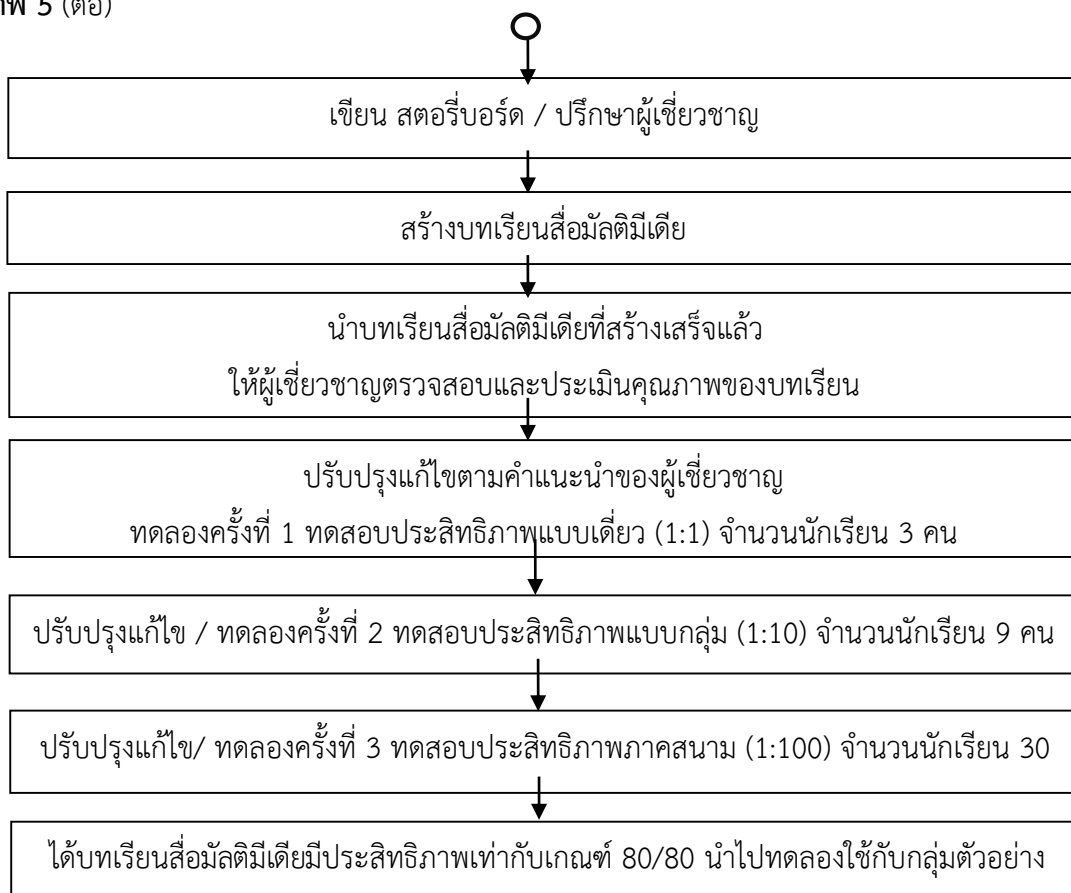 าพ 5 (ต่อ)
เขียน สตอรี่บอร์ด / ปรึกษาผู้เชี่ยวชาญ
สร้างบทเรียนสื่อมัลติมีเดีย
นำบทเรียนสื่อมัลติมีเดียที่สร้างเสร็จแล้ว
ให้ผู้เชี่ยวชาญตรวจสอบและประเมินคุณภาพของบทเรียน
ปรับปรุงแก้ไขตามคำแนะนำของผู้เชี่ยวชาญ
ทดลองครั้งที่ 1 ทดสอบประสิทธิภาพแบบเดี่ยว (1:1) จำนวนนักเรียน 3 คน
ปรับปรุงแก้ไข / ทดลองครั้งที่ 2 ทดสอบประสิทธิภาพแบบกลุ่ม (1:10) จำนวนนักเรียน 9 คน
ปรับปรุงแก้ไข/ ทดลองครั้งที่ 3 ทดสอบประสิทธิภาพภาคสนาม (1:100) จำนวนนักเรียน 30
ได้บทเรียนสื่อมัลติมีเดียมีประสิทธิภาพเท่ากับเกณฑ์ 80/80 นำไปทดลองใช้กับกลุ่มตัวอย่าง